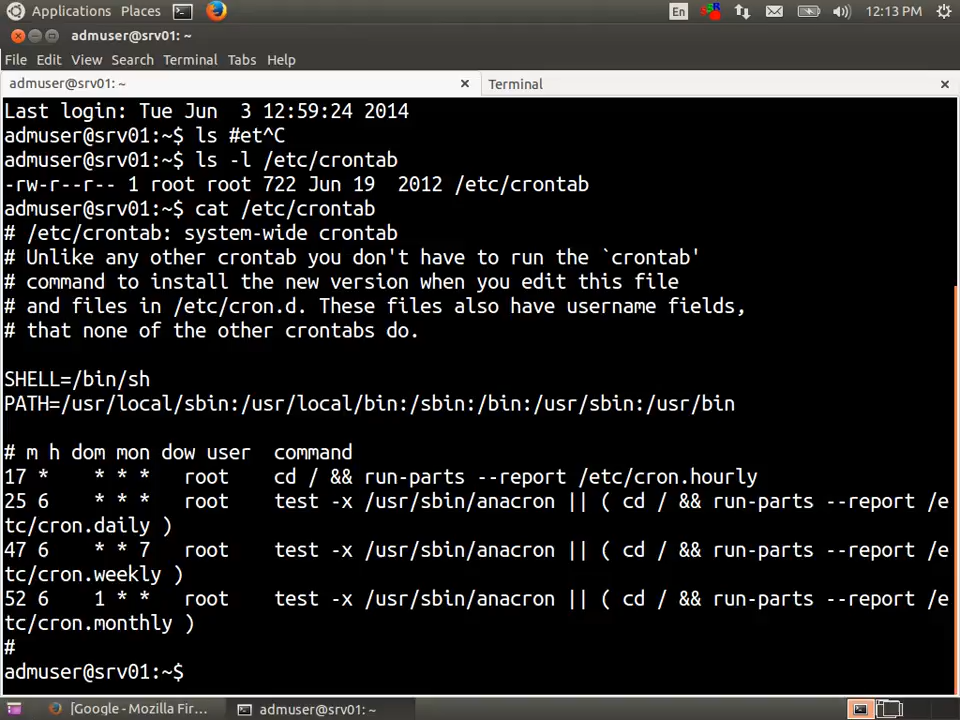 Applications Places En 12:13 PM
admuser@srv01: ~
File Edit View Search Terminal Tabs Help
admuser@srv01: ~ × Terminal ×
Last login: Tue Jun  3 12:59:24 2014
admuser@srv01:~$ ls #et^C
admuser@srv01:~$ ls -l /etc/crontab
-rw-r--r-- 1 root root 722 Jun 19  2012 /etc/crontab
admuser@srv01:~$ cat /etc/crontab
# /etc/crontab: system-wide crontab
# Unlike any other crontab you don't have to run the `crontab'
# command to install the new version when you edit this file
# and files in /etc/cron.d. These files also have username fields,
# that none of the other crontabs do.
SHELL=/bin/sh
PATH=/usr/local/sbin:/usr/local/bin:/sbin:/bin:/usr/sbin:/usr/bin
# m h dom mon dow user  command
17 *    * * *   root    cd / && run-parts --report /etc/cron.hourly
25 6    * * *   root    test -x /usr/sbin/anacron || ( cd / && run-parts --report /e
tc/cron.daily )
47 6    * * 7   root    test -x /usr/sbin/anacron || ( cd / && run-parts --report /e
tc/cron.weekly )
52 6    1 * *   root    test -x /usr/sbin/anacron || ( cd / && run-parts --report /e
tc/cron.monthly )
#
admuser@srv01:~$
[Google - Mozilla Fir... admuser@srv01: ~